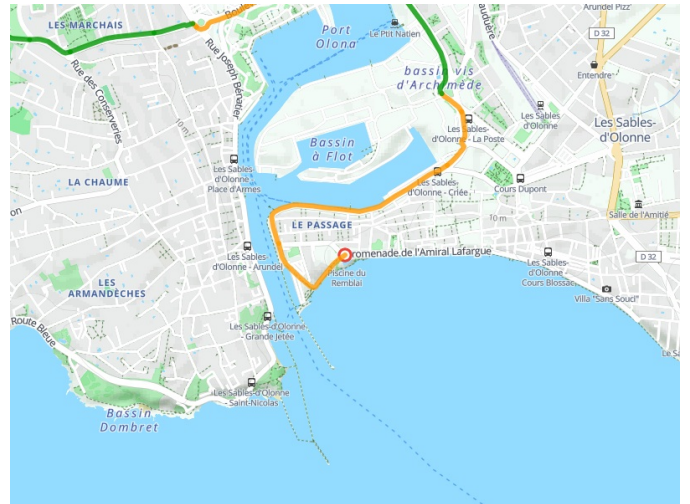 LES MARCHAIS
Port
Olona
Le Ptit Natien
Arundel Pizz'
D 32
Rue Joseph Bénatier
Rue des Conserveries
bassin vis
d'Archimède
Entendre
10 m
Les Sables-
d'Olonne - La Poste
Les Sables
d'Olonne
Les Sables-
d'Olonne
Bassin
à Flot
Les Sables
d'Olonne
Place d'Armes
Les Sables-
d'Olonne - Criée
Cours Dupont
LA CHAUME
Salle de l'Amitié
LE PASSAGE
10 m
Les Sables-
d'Olonne - Arundel
romenade de l'Amiral Lafargue
D 32
Piscine du
Remblai
Les Sables-
d'Olonne
Cours Blossac
LES
ARMANDÈCHES
Villa "Sans Souci"
Route Bleue
Les Sables-d'Olonne
- Grande Jetée
Les Sables-d'Olonne
- Saint-Nicolas
Bassin
Dombret